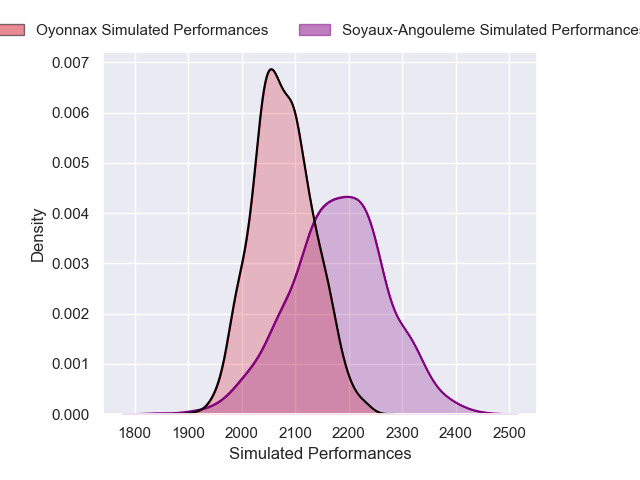 Oyonnax Simulated Performances
Soyaux-Angouleme Simulated Performances
0.007
0.006
0.005
0.004
0.003
0.002
0.001
0.000
Density
1800 1900 2000 2100 2200 2300 2400 2500
Simulated Performances